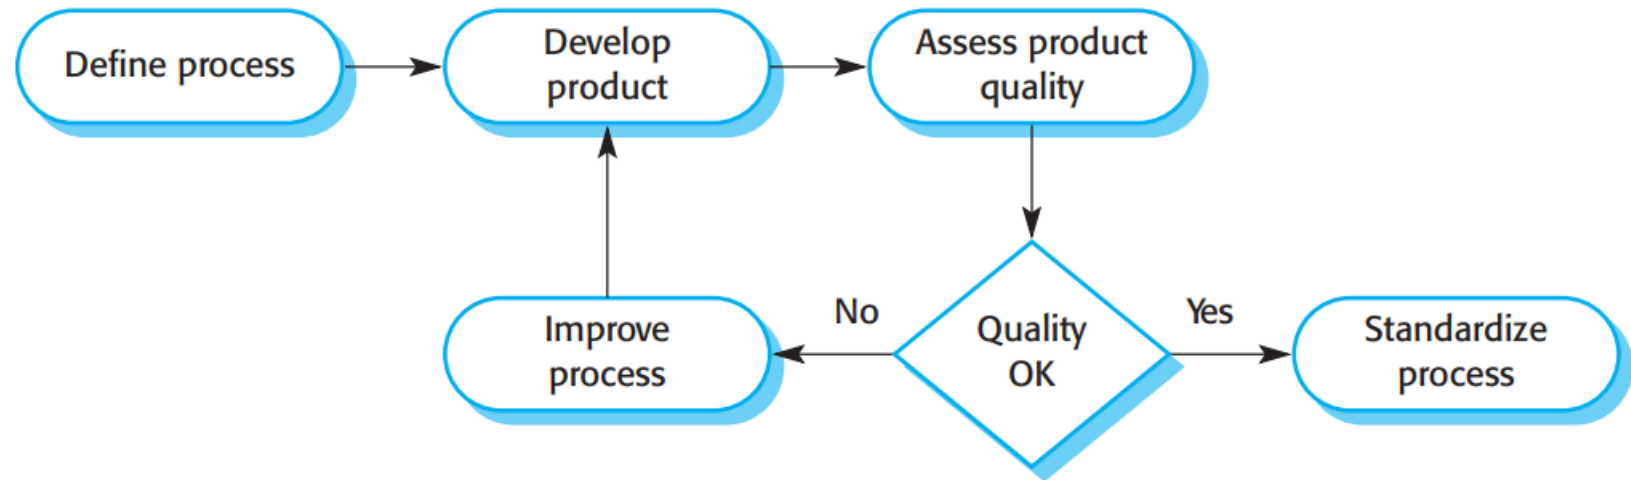 Define process
Develop
product
Assess product
quality
No
Yes
Improve
process
Quality
OK
Standardize
process